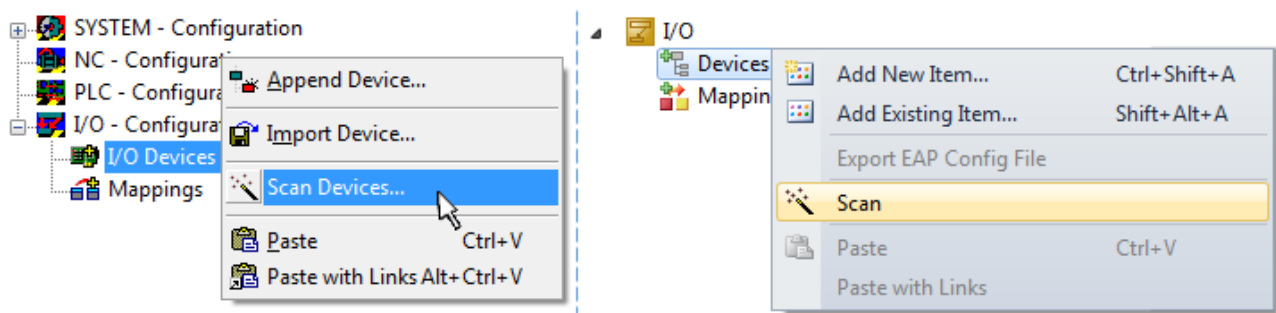 SYSTEM - Configuration
NC - Configurat
PLC - Configura
I/O - Configura
I/O Devices
Mappings
Append Device...
Import Device...
Scan Devices...
Paste Ctrl+V
Paste with Links Alt+Ctrl+V
I/O
Devices
Mappin
Add New Item... Ctrl+Shift+A
Add Existing Item... Shift+Alt+A
Export EAP Config File
Scan
Paste Ctrl+V
Paste with Links